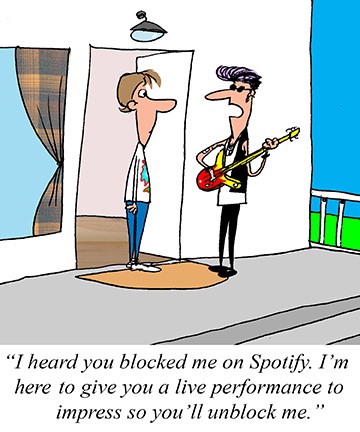 “I heard you blocked me on Spotify. I’m
here to give you a live performance to
impress so you’ll unblock me.”